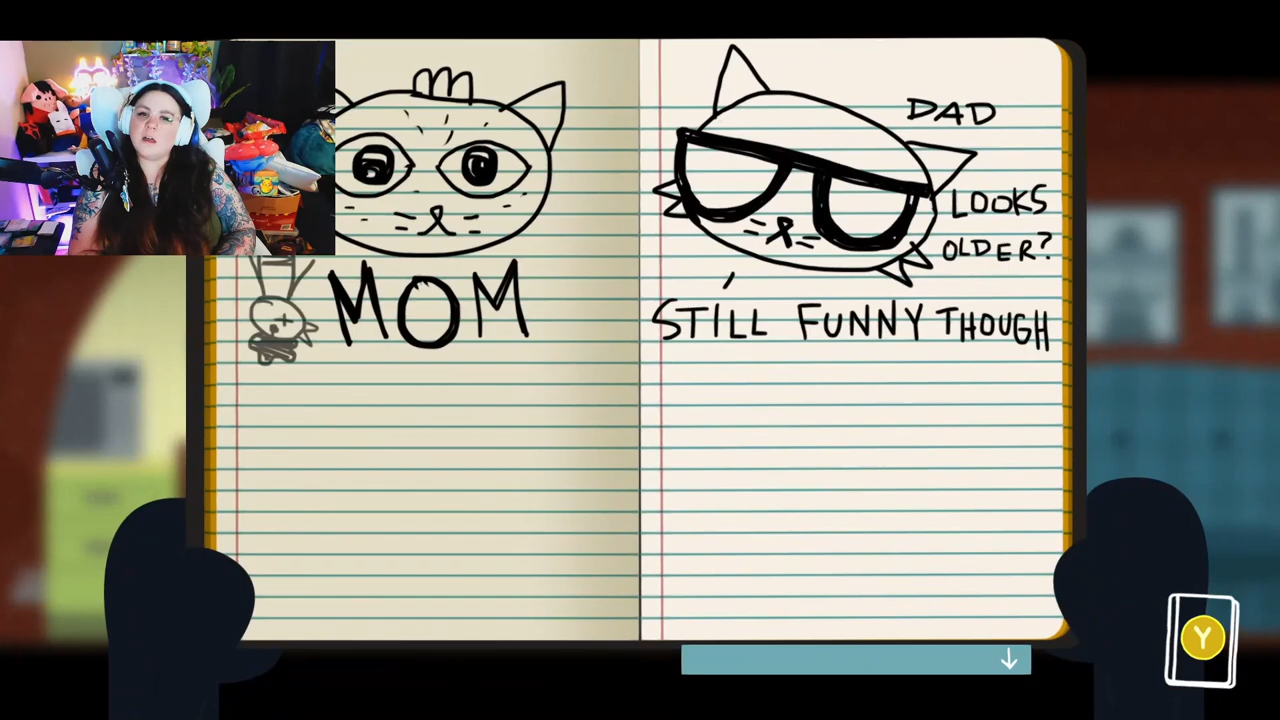 MOM
DAD
LOOKS
OLDER?
STILL FUNNY THOUGH
Y